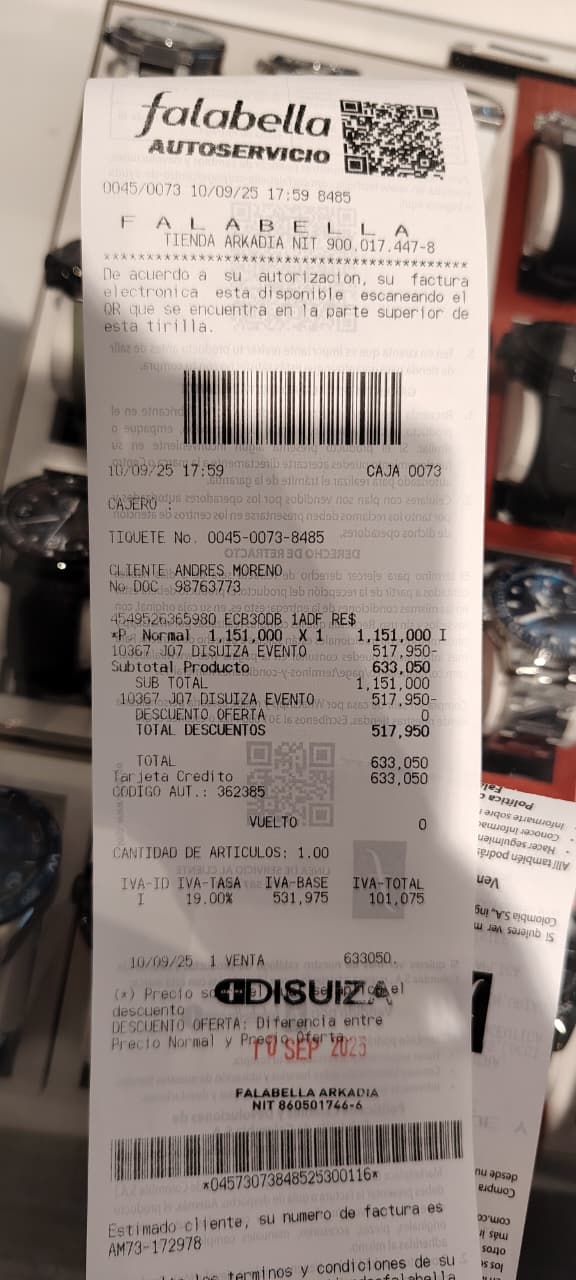 falabella
AUTOSERVICIO
0045/0073 10/09/25 17:59 8485
F A L A B E L L A
TIENDA ARKADIA NIT 900.017.447-8
******************************************
De acuerdo a su autorizacion, su factura
electronica esta disponible escaneando el
QR que se encuentra en la parte superior de
esta tirilla.
10/09/25 17:59 CAJA 0073
CAJERO :
TIQUETE No. 0045-0073-8485
CLIENTE ANDRES MORENO
No DOC 98763773
4549526365980 ECB30DB 1ADF RE$
*P. Normal 1,151,000 X 1 1,151,000 I
10367 J07 DISUIZA EVENTO 517,950-
Subtotal Producto 633,050
SUB TOTAL 1,151,000
10367 J07 DISUIZA EVENTO 517,950-
DESCUENTO OFERTA 0
TOTAL DESCUENTOS 517,950
TOTAL 633,050
Tarjeta Credito 633,050
CODIGO AUT.: 362385
VUELTO 0
CANTIDAD DE ARTICULOS: 1.00
IVA-ID IVA-TASA IVA-BASE IVA-TOTAL
I 19.00% 531,975 101,075
10/09/25 1 VENTA 633050.
(*) Precio el
DISUIZA
descuento
DESCUENTO OFERTA: Diferencia entre
Precio Normal y Precio Oferta.
10 SEP 2025
FALABELLA ARKADIA
NIT 860501746-6
*04573073848525300116*
Estimado cliente, su numero de factura es
AM73-172978
los terminos y condiciones de su